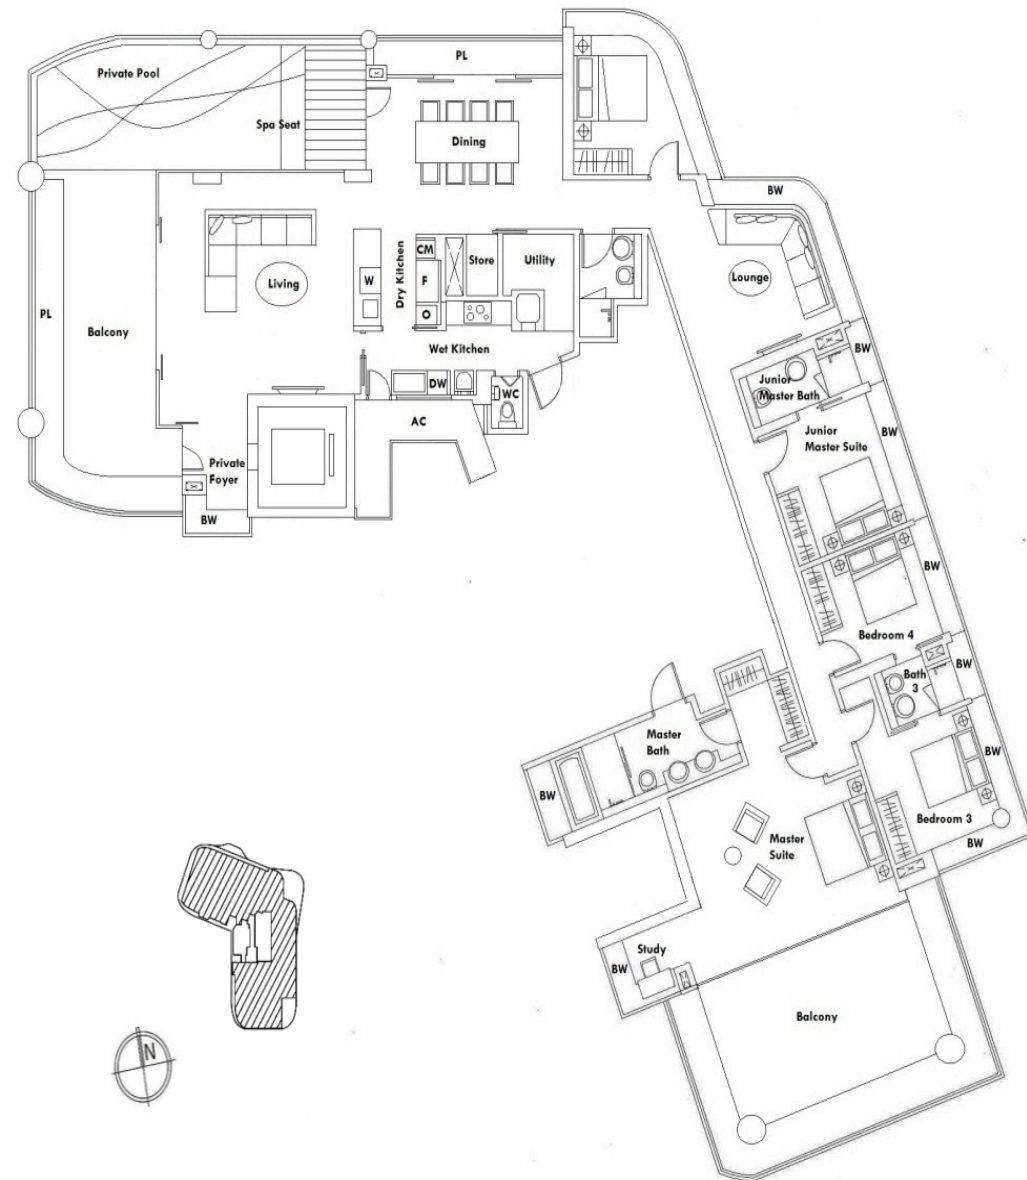 Private Pool
PL
Spa Seat
Dining
BW
CM
Store
Utility
Dry Kitchen
Living
W
F
Lounge
PL
Balcony
O
Wet Kitchen
BW
DW
WC
Junior
Master Bath
AC
Junior
Master Suite
BW
Private
Foyer
BW
BW
Bedroom 4
BW
Bath
3
Master
Bath
BW
BW
Bedroom 3
Master
Suite
BW
Study
BW
Balcony
N